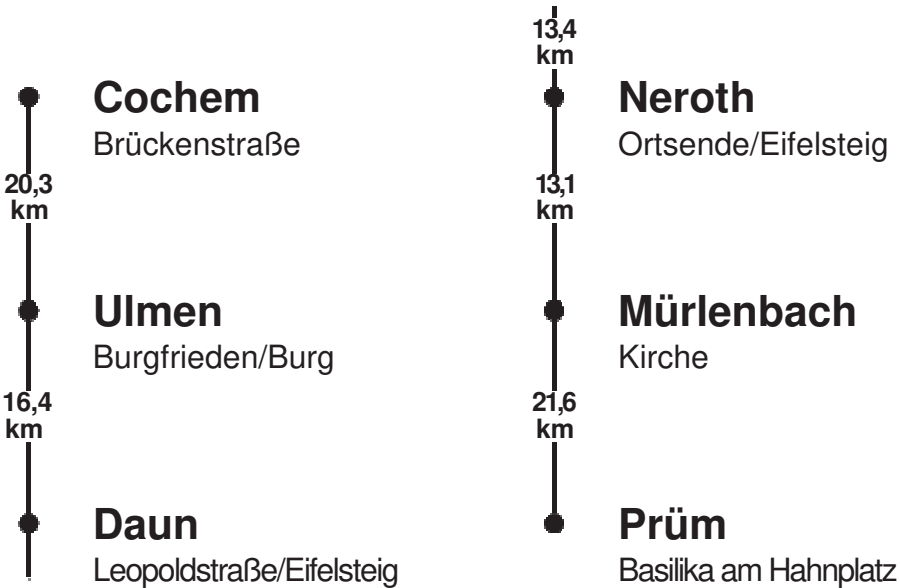 Cochem
Brückenstraße
20,3
km
Ulmen
Burgfrieden/Burg
16,4
km
Daun
Leopoldstraße/Eifelsteig
13,4
km
Neroth
Ortsende/Eifelsteig
13,1
km
Mürlenbach
Kirche
21,6
km
Prüm
Basilika am Hahnplatz